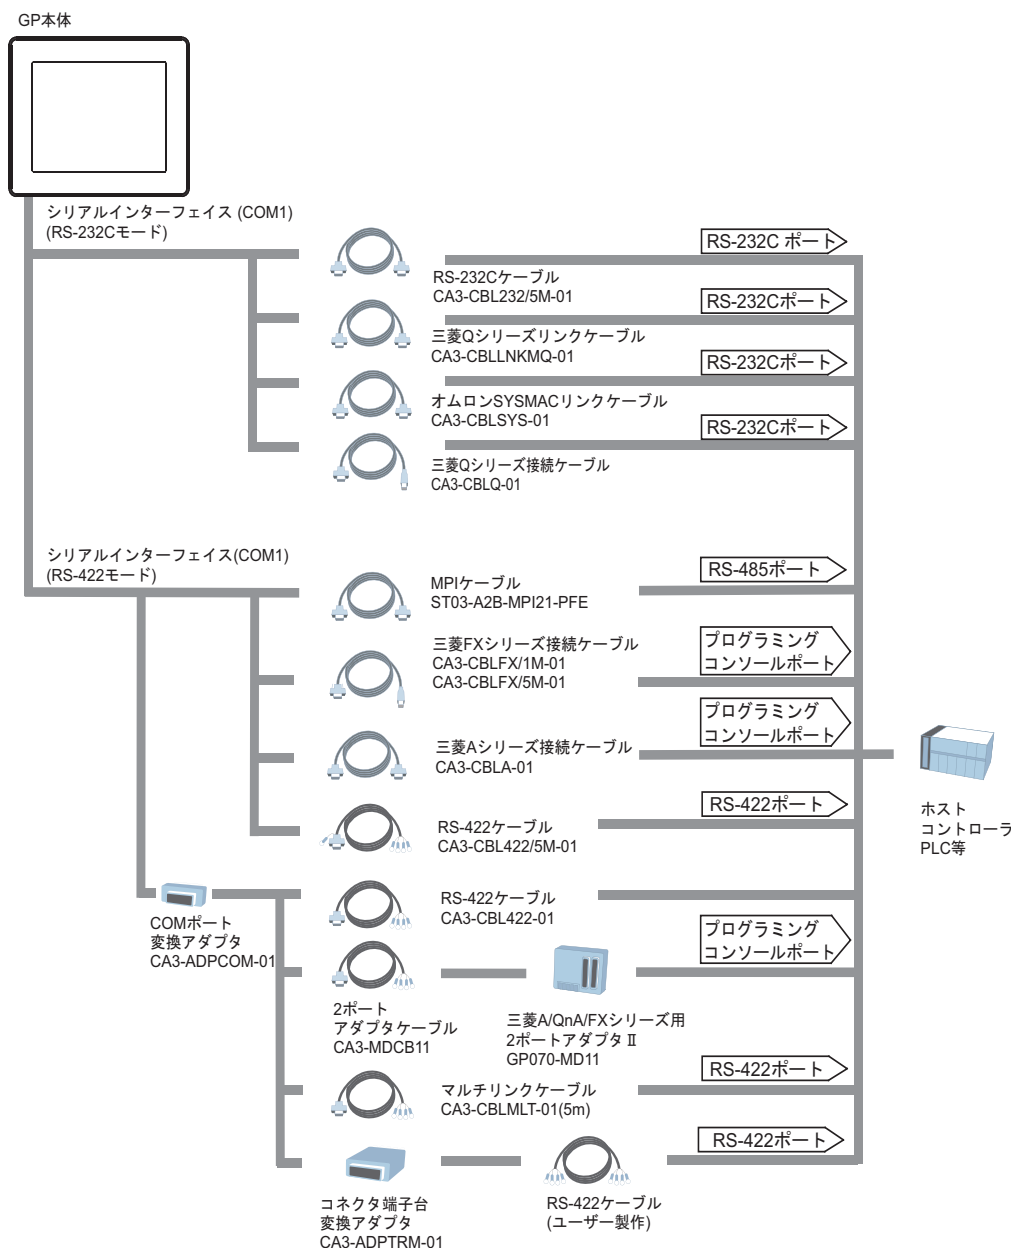 GP本体
シリアルインターフェイス (COM1)
(RS-232Cモード)
RS-232C ポート
RS-232Cケーブル
CA3-CBL232/5M-01
RS-232Cポート
三菱Qシリーズリンクケーブル
CA3-CBLLNKMQ-01
RS-232Cポート
オムロンSYSMACリンクケーブル
CA3-CBLSYS-01
RS-232Cポート
三菱Qシリーズ接続ケーブル
CA3-CBLQ-01
シリアルインターフェイス(COM1)
(RS-422モード)
RS-485ポート
MPIケーブル
ST03-A2B-MPI21-PFE
プログラミング
コンソールポート
三菱FXシリーズ接続ケーブル
CA3-CBLFX/1M-01
CA3-CBLFX/5M-01
プログラミング
コンソールポート
三菱Aシリーズ接続ケーブル
CA3-CBLA-01
ホスト
コントローラ
PLC等
RS-422ポート
RS-422ケーブル
CA3-CBL422/5M-01
COMポート
変換アダプタ
CA3-ADPCOM-01
RS-422ケーブル
CA3-CBL422-01
プログラミング
コンソールポート
2ポート
アダプタケーブル
CA3-MDCB11
三菱A/QnA/FXシリーズ用
2ポートアダプタⅡ
GP070-MD11
RS-422ポート
マルチリンクケーブル
CA3-CBLMLT-01(5m)
RS-422ポート
コネクタ端子台
変換アダプタ
CA3-ADPTRM-01
RS-422ケーブル
(ユーザー製作)